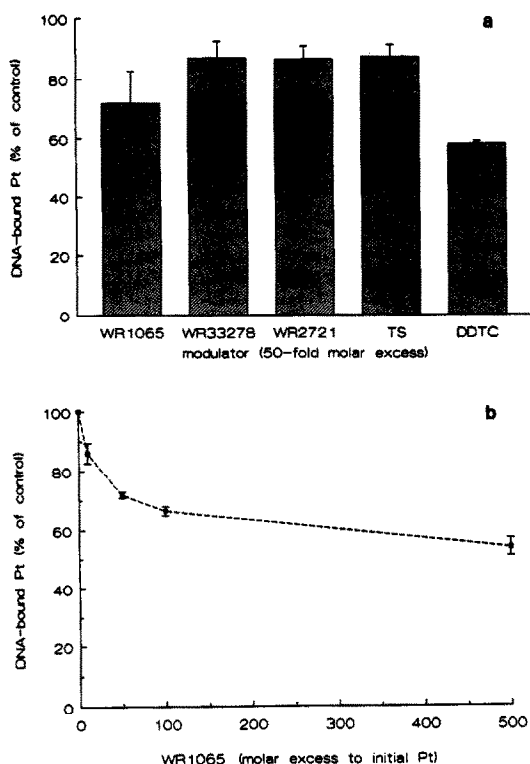 a
DNA-bound Pt (% of control)
100
80
60
40
20
0
WR1065 WR33278 WR2721 TS DDTC
modulator (50-fold molar excess)
b
DNA-bound Pt (% of control)
100
80
60
40
20
0
0 100 200 300 400 500
WR1065 (molar excess to initial Pt)